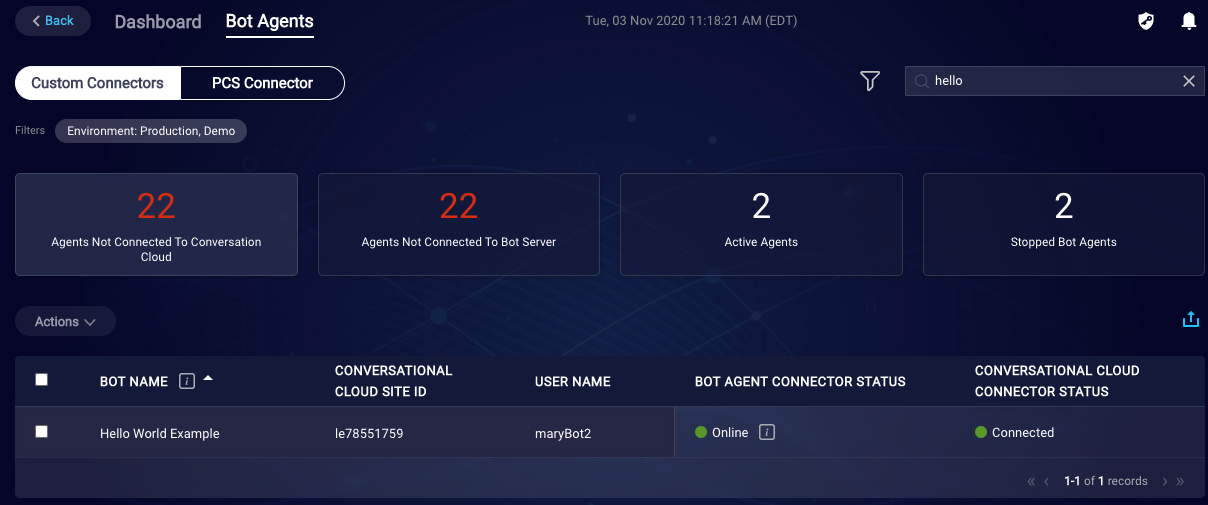 Back Dashboard Bot Agents Tue, 03 Nov 2020 11:18:21 AM (EDT)
Custom Connectors PCS Connector hello
Filters Environment: Production, Demo
22 22 2 2
Agents Not Connected To Conversation Agents Not Connected To Bot Server Active Agents Stopped Bot Agents
Cloud
Actions
BOT NAME i CONVERSATIONAL USER NAME BOT AGENT CONNECTOR STATUS CONVERSATIONAL CLOUD
CLOUD SITE ID CONNECTOR STATUS
Hello World Example le78551759 maryBot2 Online i Connected
« ‹ 1-1 of 1 records › »